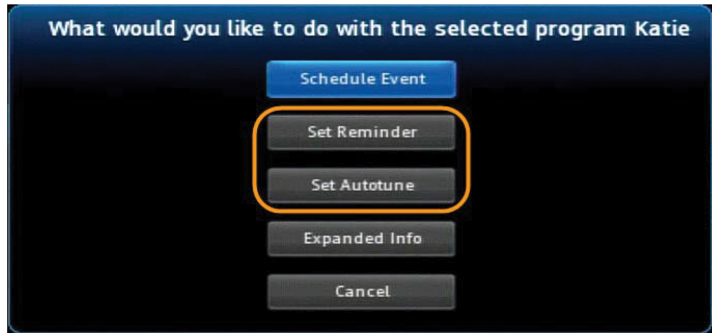 What would you like to do with the selected program Katie
Schedule Event
Set Reminder
Set Autotune
Expanded Info
Cancel